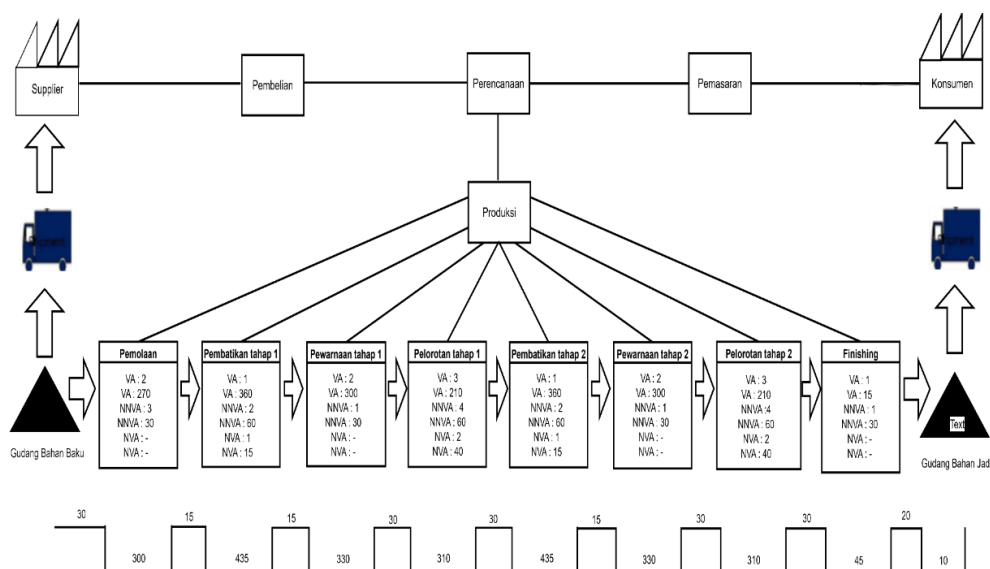 Supplier
Pembelian
Perencanaan
Pemasaran
Konsumen
Produksi
Pemolaan
VA : 2
VA : 270
NNVA : 3
NNVA : 30
NVA : -
NVA : -
Pembatikan tahap 1
VA : 1
VA : 360
NNVA : 2
NNVA : 60
NVA : 1
NVA : 15
Pewarnaan tahap 1
VA : 2
VA : 300
NNVA : 1
NNVA : 30
NVA : -
NVA : -
Pelorotan tahap 1
VA : 3
VA : 210
NNVA : 4
NNVA : 60
NVA : 2
NVA : 40
Pembatikan tahap 2
VA : 1
VA : 360
NNVA : 2
NNVA : 60
NVA : 1
NVA : 15
Pewarnaan tahap 2
VA : 2
VA : 300
NNVA : 1
NNVA : 30
NVA : -
NVA : -
Pelorotan tahap 2
VA : 3
VA : 210
NNVA :4
NNVA : 60
NVA : 2
NVA : 40
Finishing
VA : 1
VA : 15
NNVA : 1
NNVA : 30
NVA : -
NVA : -
Gudang Bahan Baku
Text
Gudang Bahan Jad
30 15 15 30 30 15 30 30 20
300 435 330 310 435 330 310 45 10